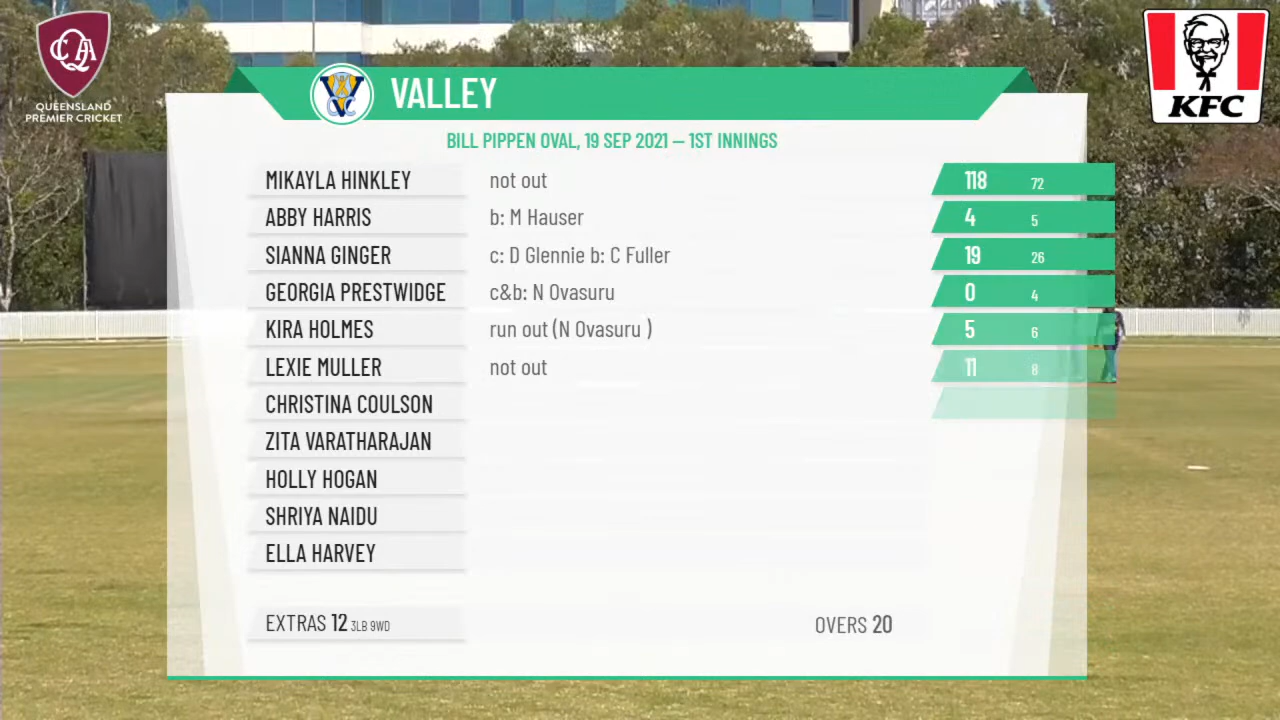 CQA
QUEENSLAND
PREMIER CRICKET
KFC
VALLEY
BILL PIPPEN OVAL, 19 SEP 2021 – 1ST INNINGS
MIKAYLA HINKLEY not out 118 72
ABBY HARRIS b: M Hauser 4 5
SIANNA GINGER c: D Glennie b: C Fuller 19 26
GEORGIA PRESTWIDGE c&b: N Ovasuru 0 4
KIRA HOLMES run out (N Ovasuru ) 5 6
LEXIE MULLER not out 11 8
CHRISTINA COULSON
ZITA VARATHARAJAN
HOLLY HOGAN
SHRIYA NAIDU
ELLA HARVEY
EXTRAS 12 3LB 9WD OVERS 20